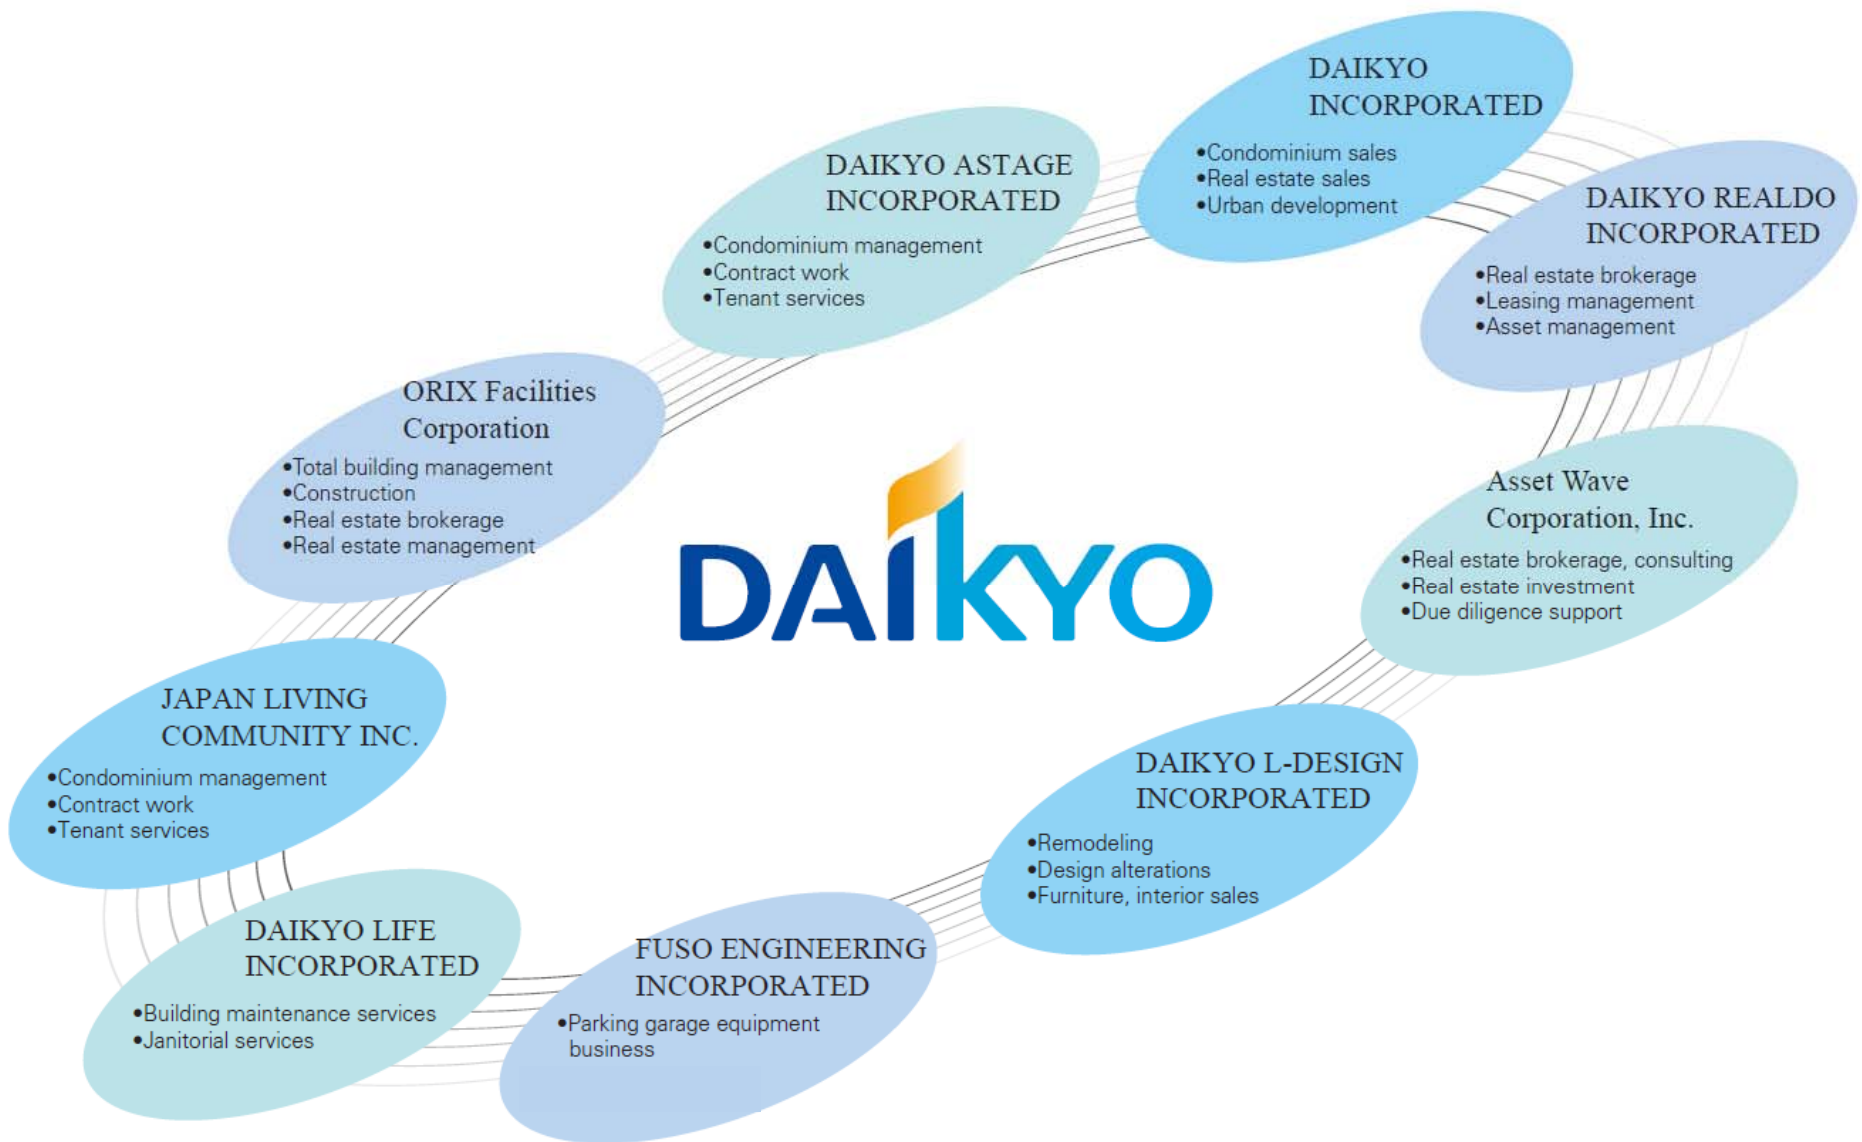 DAIKYO
INCORPORATED
•Condominium sales
•Real estate sales
•Urban development
DAIKYO ASTAGE
INCORPORATED
•Condominium management
•Contract work
•Tenant services
DAIKYO REALDO
INCORPORATED
•Real estate brokerage
•Leasing management
•Asset management
ORIX Facilities
Corporation
•Total building management
•Construction
•Real estate brokerage
•Real estate management
Asset Wave
Corporation, Inc.
•Real estate brokerage, consulting
•Real estate investment
•Due diligence support
DAIKYO
JAPAN LIVING
COMMUNITY INC.
•Condominium management
•Contract work
•Tenant services
DAIKYO L-DESIGN
INCORPORATED
•Remodeling
•Design alterations
•Furniture, interior sales
DAIKYO LIFE
INCORPORATED
•Building maintenance services
•Janitorial services
FUSO ENGINEERING
INCORPORATED
•Parking garage equipment
business